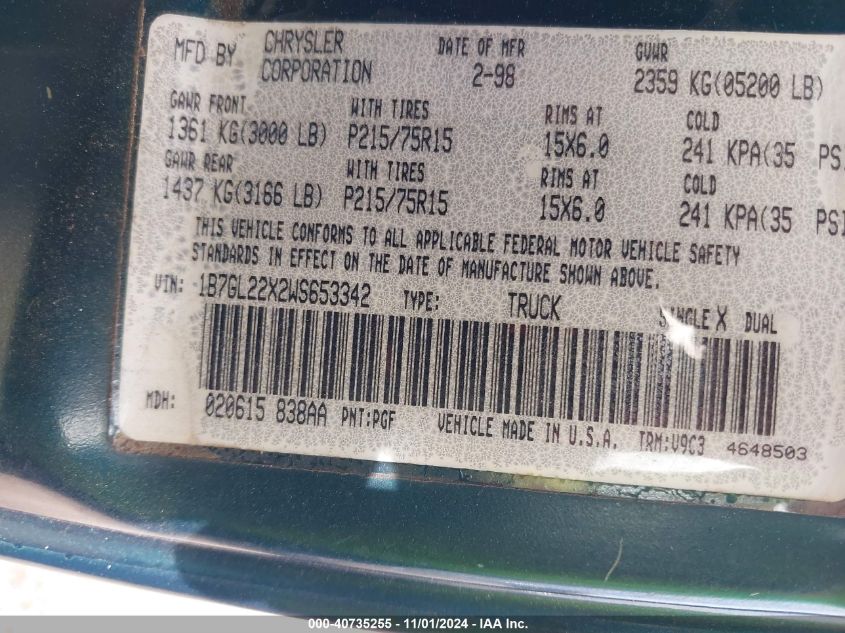 MFD BY CHRYSLER CORPORATION DATE OF MFR 2-98 GVWR 2359 KG(05200 LB)
GAWR FRONT WITH TIRES RIMS AT COLD
1361 KG(3000 LB) P215/75R15 15X6.0 241 KPA(35 PSI
GAWR REAR WITH TIRES RIMS AT COLD
1437 KG(3166 LB) P215/75R15 15X6.0 241 KPA(35 PSI
THIS VEHICLE CONFORMS TO ALL APPLICABLE FEDERAL MOTOR VEHICLE SAFETY
STANDARDS IN EFFECT ON THE DATE OF MANUFACTURE SHOWN ABOVE.
VIN: 1B7GL22X2WS653342 TYPE: TRUCK SINGLE X DUAL
MDH: 020615 838AA PNT:PGF VEHICLE MADE IN U.S.A. TRM:V9C3 4648503
000-40735255 - 11/01/2024 - IAA Inc.